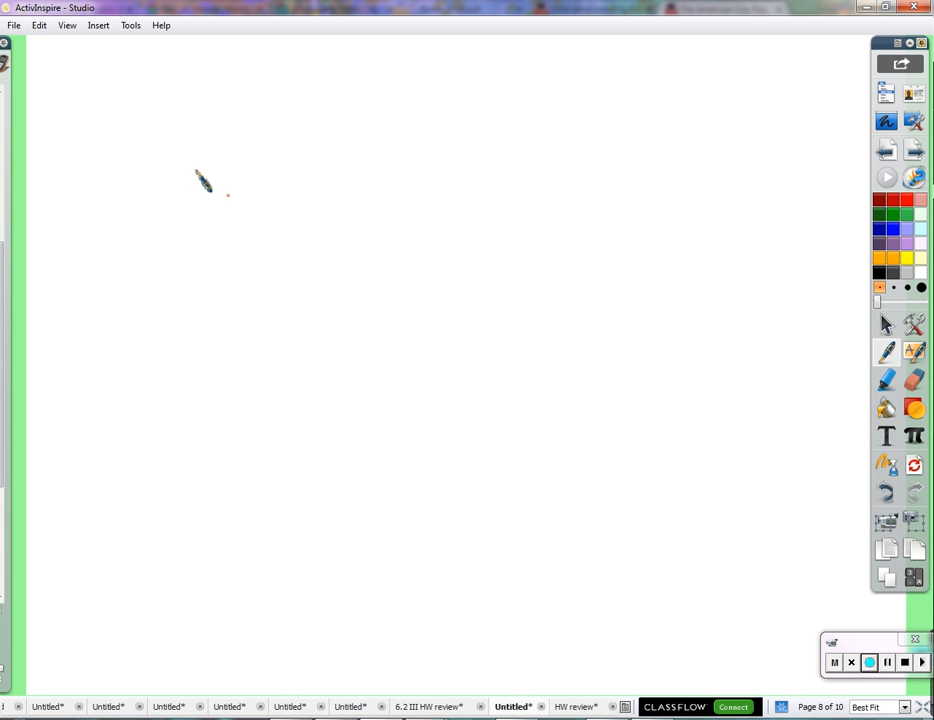 ActivInspire - Studio
File Edit View Insert Tools Help
T π
M
Untitled* Untitled* Untitled* Untitled* Untitled* Untitled* 6.2 III HW review* Untitled* HW review* CLASSFLOW Connect Page 8 of 10 Best Fit